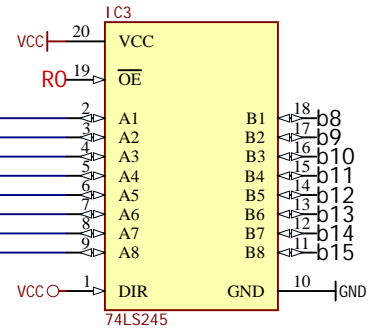 IC3
VCC 20 VCC
R0 19 OE
2 A1 B1 18 b8
3 A2 B2 17 b9
4 A3 B3 16 b10
5 A4 B4 15 b11
6 A5 B5 14 b12
7 A6 B6 13 b13
8 A7 B7 12 b14
9 A8 B8 11 b15
VCC 1 DIR GND 10 GND
74LS245